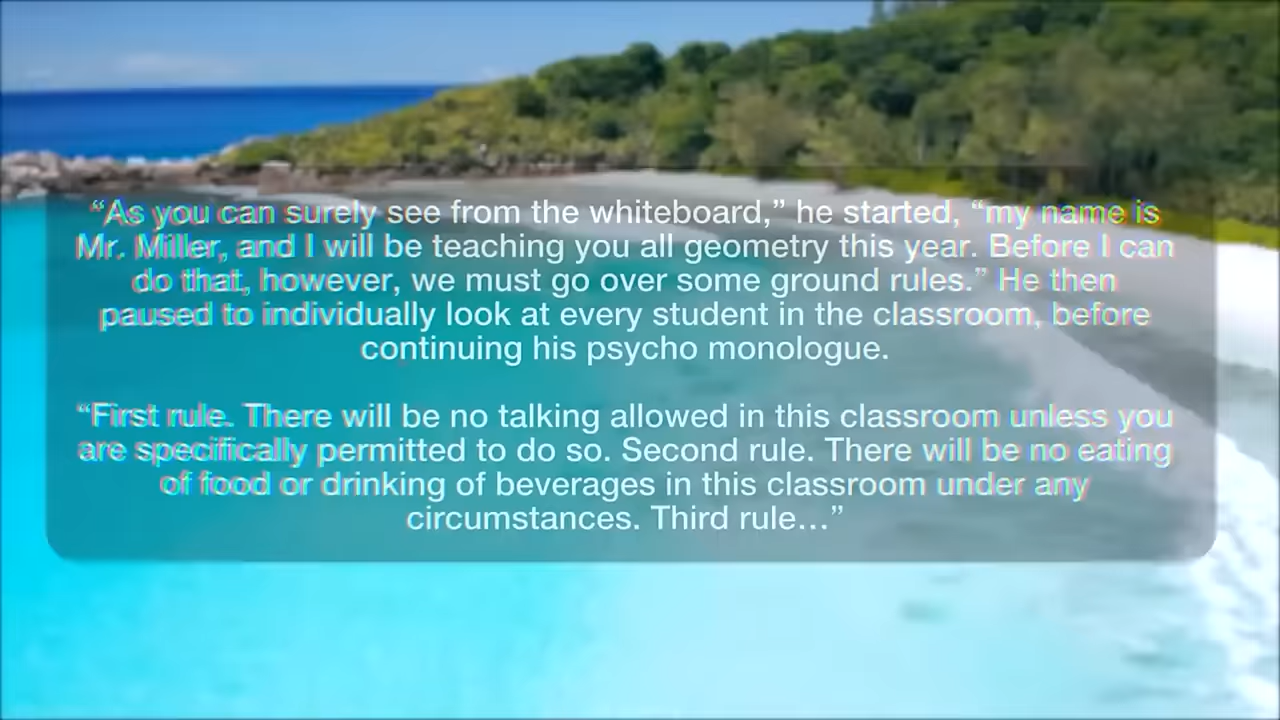 “As you can surely see from the whiteboard,” he started, “my name is
Mr. Miller, and I will be teaching you all geometry this year. Before I can
do that, however, we must go over some ground rules.” He then
paused to individually look at every student in the classroom, before
continuing his psycho monologue.
“First rule. There will be no talking allowed in this classroom unless you
are specifically permitted to do so. Second rule. There will be no eating
of food or drinking of beverages in this classroom under any
circumstances. Third rule…”